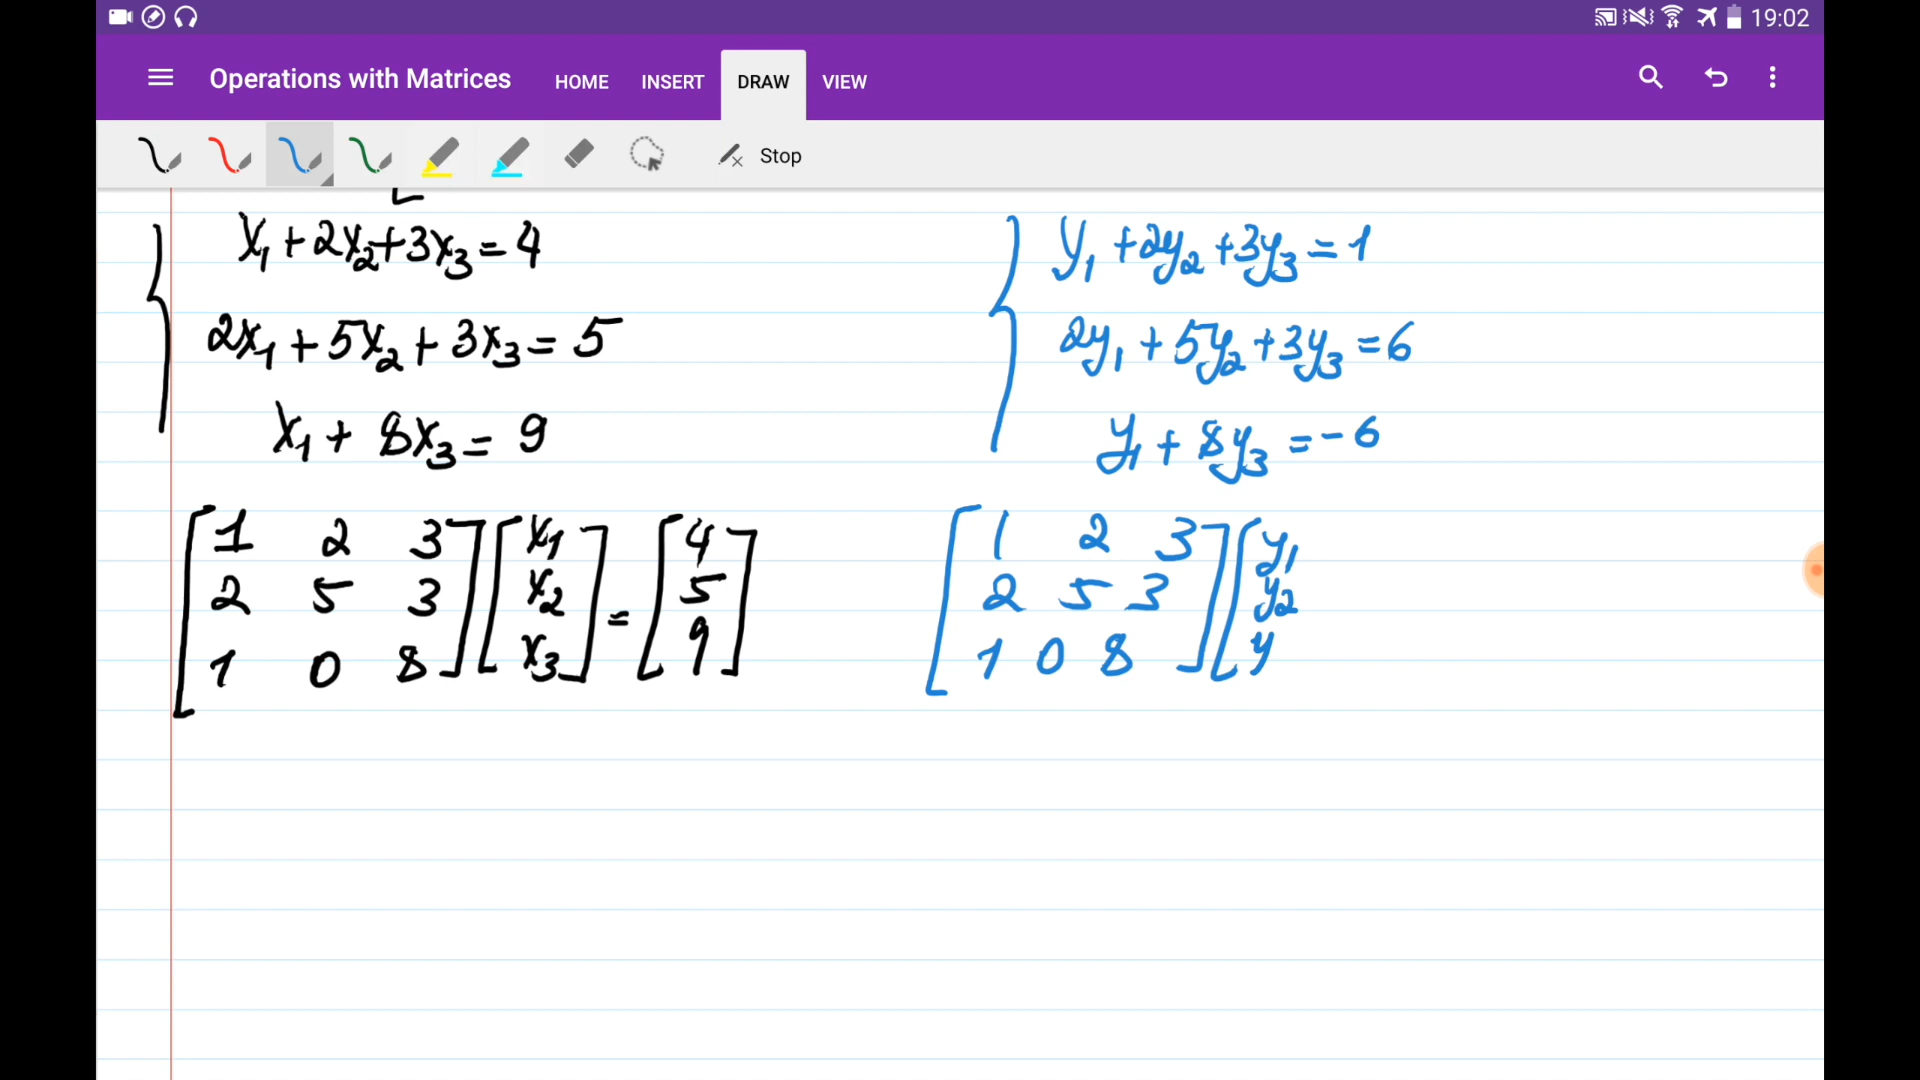 19:02
Operations with Matrices HOME INSERT DRAW VIEW
Stop
x₁+2x₂+3x₃=4
2x₁+5x₂+3x₃=5
x₁+8x₃=9
[1 2 3] [x₁] = [4]
[2 5 3] [x₂] [5]
[1 0 8] [x₃] [9]
y₁+2y₂+3y₃=1
2y₁+5y₂+3y₃=6
y₁+8y₃=-6
[1 2 3] [y₁
[2 5 3] [y₂
[1 0 8] [y